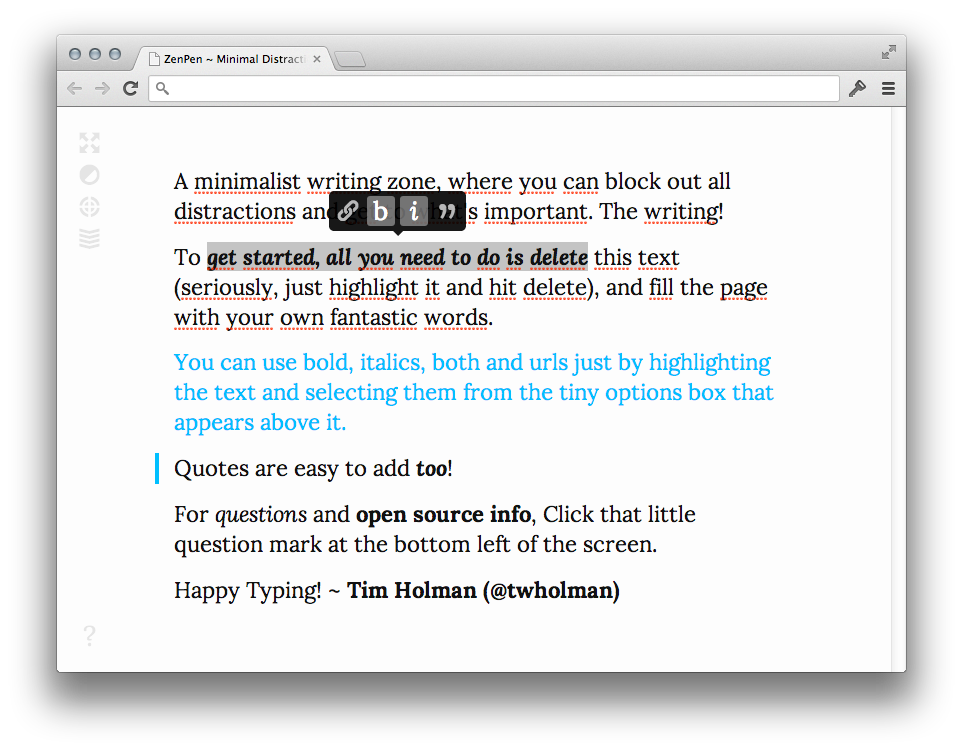 ZenPen ~ Minimal Distracti
A minimalist writing zone, where you can block out all
distractions and get to what's important. The writing!
b i ”
To get started, all you need to do is delete this text
(seriously, just highlight it and hit delete), and fill the page
with your own fantastic words.
You can use bold, italics, both and urls just by highlighting
the text and selecting them from the tiny options box that
appears above it.
Quotes are easy to add too!
For questions and open source info, Click that little
question mark at the bottom left of the screen.
Happy Typing! ~ Tim Holman (@twholman)
?